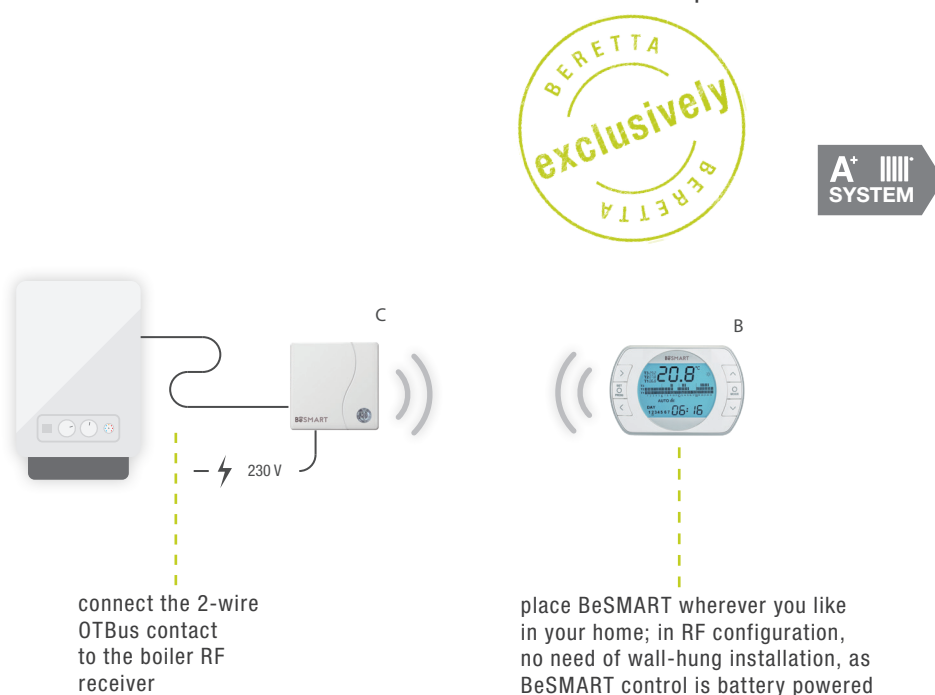 BERETTA
exclusively
BERETTA
A+
SYSTEM
C
B
BeSMART
20.8°C
AUTO
DAY
1234567
06:16
BeSMART
230 V
connect the 2-wire
OTBus contact
to the boiler RF
receiver
place BeSMART wherever you like
in your home; in RF configuration,
no need of wall-hung installation, as
BeSMART control is battery powered